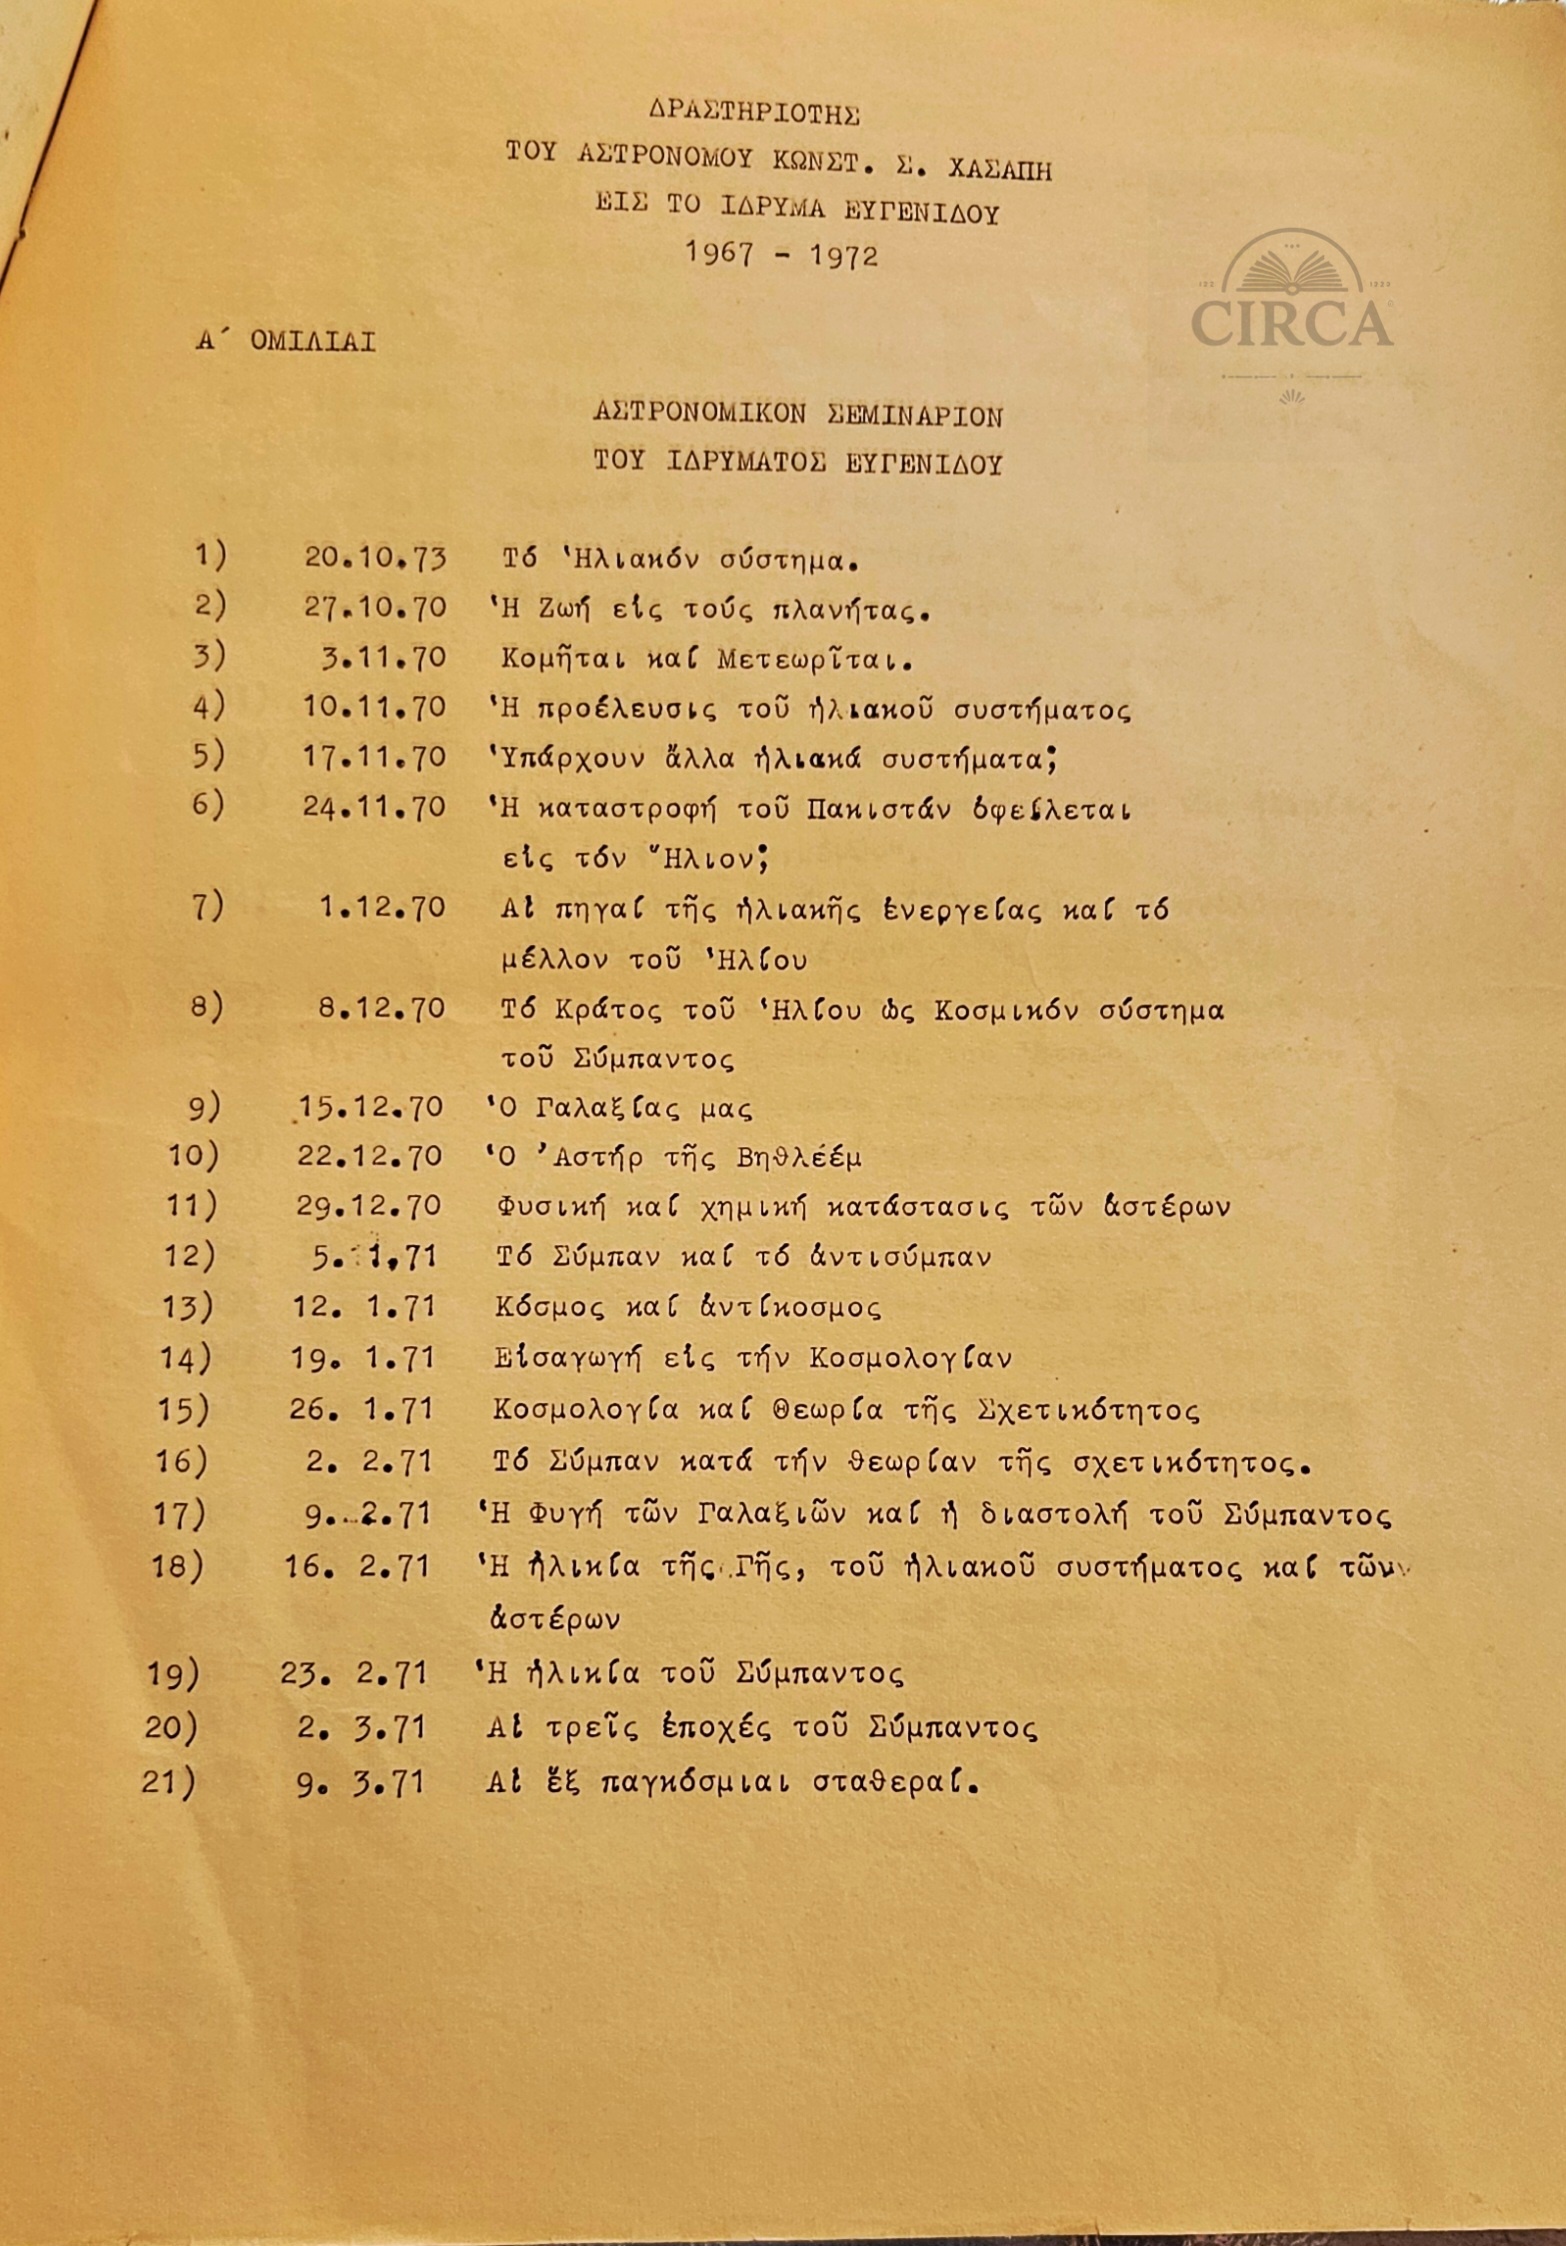 ΔΡΑΣΤΗΡΙΟΤΗΣ
ΤΟΥ ΑΣΤΡΟΝΟΜΟΥ ΚΩΝΣΤ. Σ. ΧΑΣΑΠΗ
ΕΙΣ ΤΟ ΙΔΡΥΜΑ ΕΥΓΕΝΙΔΟΥ
1967 - 1972
CIRCA
Α΄ ΟΜΙΛΙΑΙ
ΑΣΤΡΟΝΟΜΙΚΟΝ ΣΕΜΙΝΑΡΙΟΝ
ΤΟΥ ΙΔΡΥΜΑΤΟΣ ΕΥΓΕΝΙΔΟΥ
1) 20.10.73 Τό Ἡλιακόν σύστημα.
2) 27.10.70 Ἡ Ζωή εἰς τούς πλανήτας.
3) 3.11.70 Κομῆται καί Μετεωρῖται.
4) 10.11.70 Ἡ προέλευσις τοῦ ἡλιακοῦ συστήματος
5) 17.11.70 Ὑπάρχουν ἄλλα ἡλιακά συστήματα;
6) 24.11.70 Ἡ καταστροφή τοῦ Πακιστάν ὀφείλεται
εἰς τόν Ἥλιον;
7) 1.12.70 Αἱ πηγαί τῆς ἡλιακῆς ἐνεργείας καί τό
μέλλον τοῦ Ἡλίου
8) 8.12.70 Τό Κράτος τοῦ Ἡλίου ὡς Κοσμικόν σύστημα
τοῦ Σύμπαντος
9) 15.12.70 Ὁ Γαλαξίας μας
10) 22.12.70 Ὁ Ἀστήρ τῆς Βηθλέέμ
11) 29.12.70 Φυσική καί χημική κατάστασις τῶν ἀστέρων
12) 5. 1.71 Τό Σύμπαν καί τό ἀντισύμπαν
13) 12. 1.71 Κόσμος καί ἀντίκοσμος
14) 19. 1.71 Εἰσαγωγή εἰς τήν Κοσμολογίαν
15) 26. 1.71 Κοσμολογία καί Θεωρία τῆς Σχετικότητος
16) 2. 2.71 Τό Σύμπαν κατά τήν θεωρίαν τῆς σχετικότητος.
17) 9. 2.71 Ἡ Φυγή τῶν Γαλαξιῶν καί ἡ διαστολή τοῦ Σύμπαντος
18) 16. 2.71 Ἡ ἡλικία τῆς Γῆς, τοῦ ἡλιακοῦ συστήματος καί τῶν
ἀστέρων
19) 23. 2.71 Ἡ ἡλικία τοῦ Σύμπαντος
20) 2. 3.71 Αἱ τρεῖς ἐποχές τοῦ Σύμπαντος
21) 9. 3.71 Αἱ ἕξ παγκόσμιαι σταθεραί.